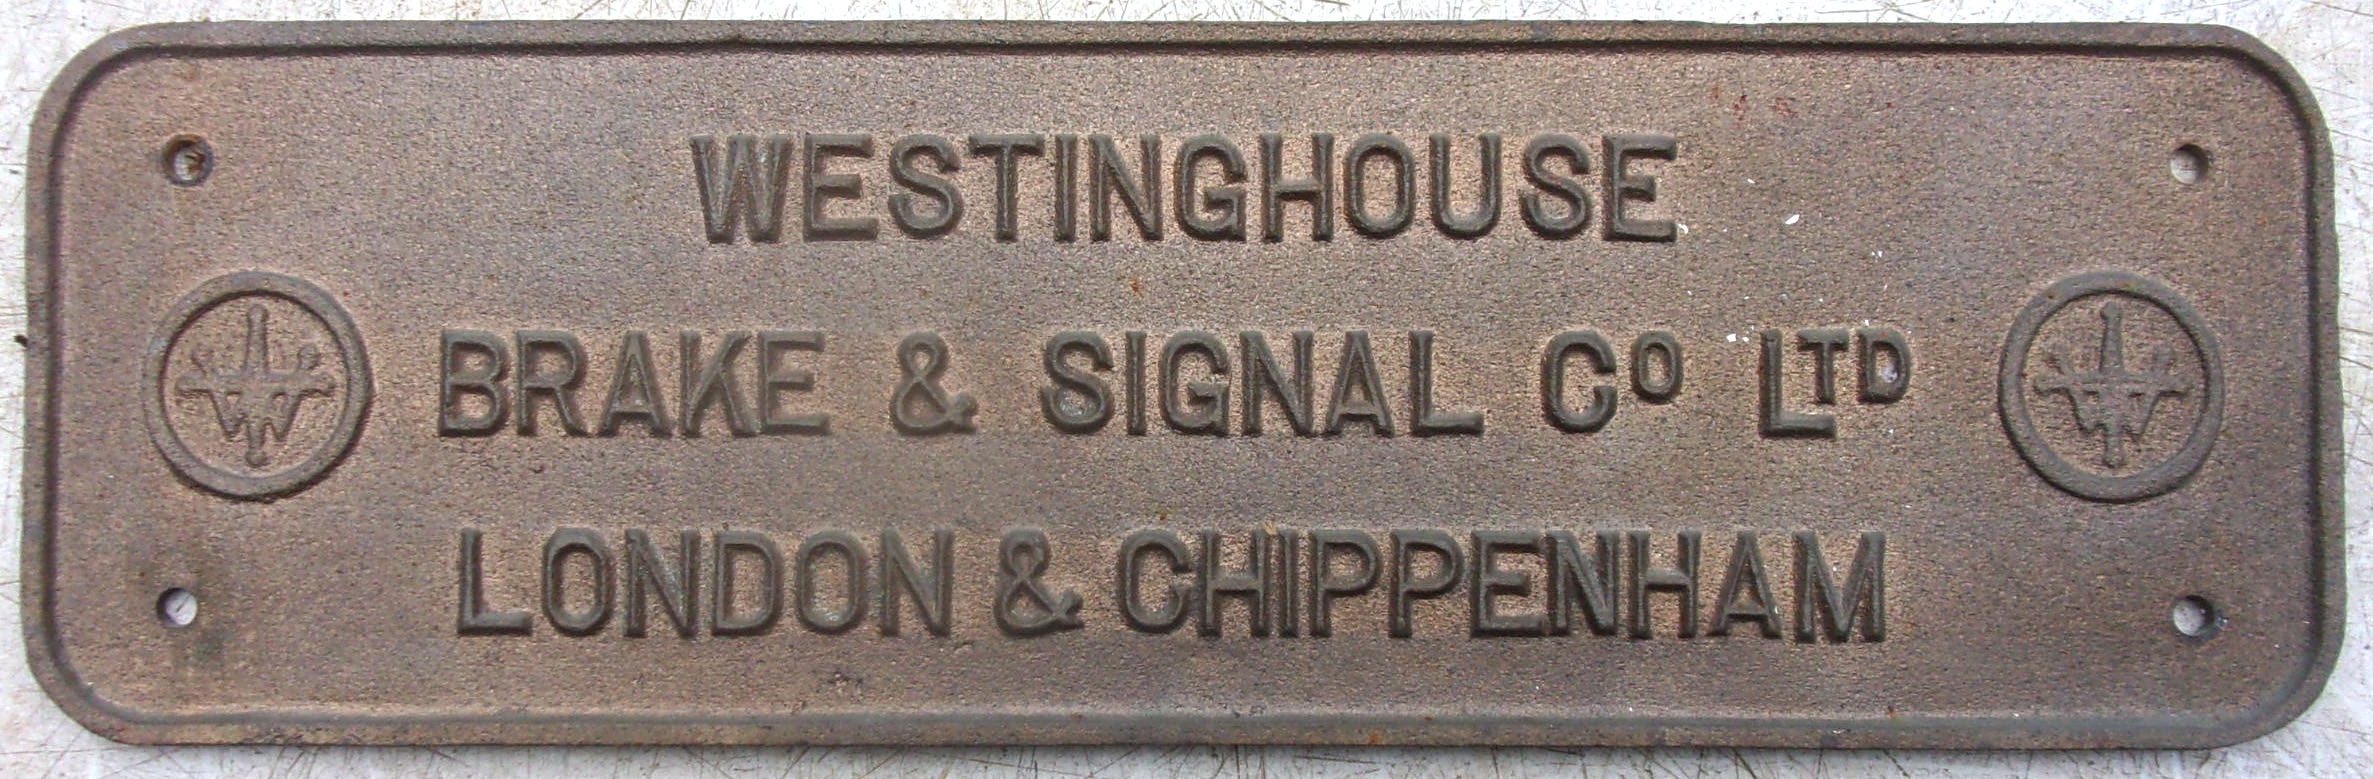 WESTINGHOUSE
BRAKE & SIGNAL CO LTD
LONDON & CHIPPENHAM